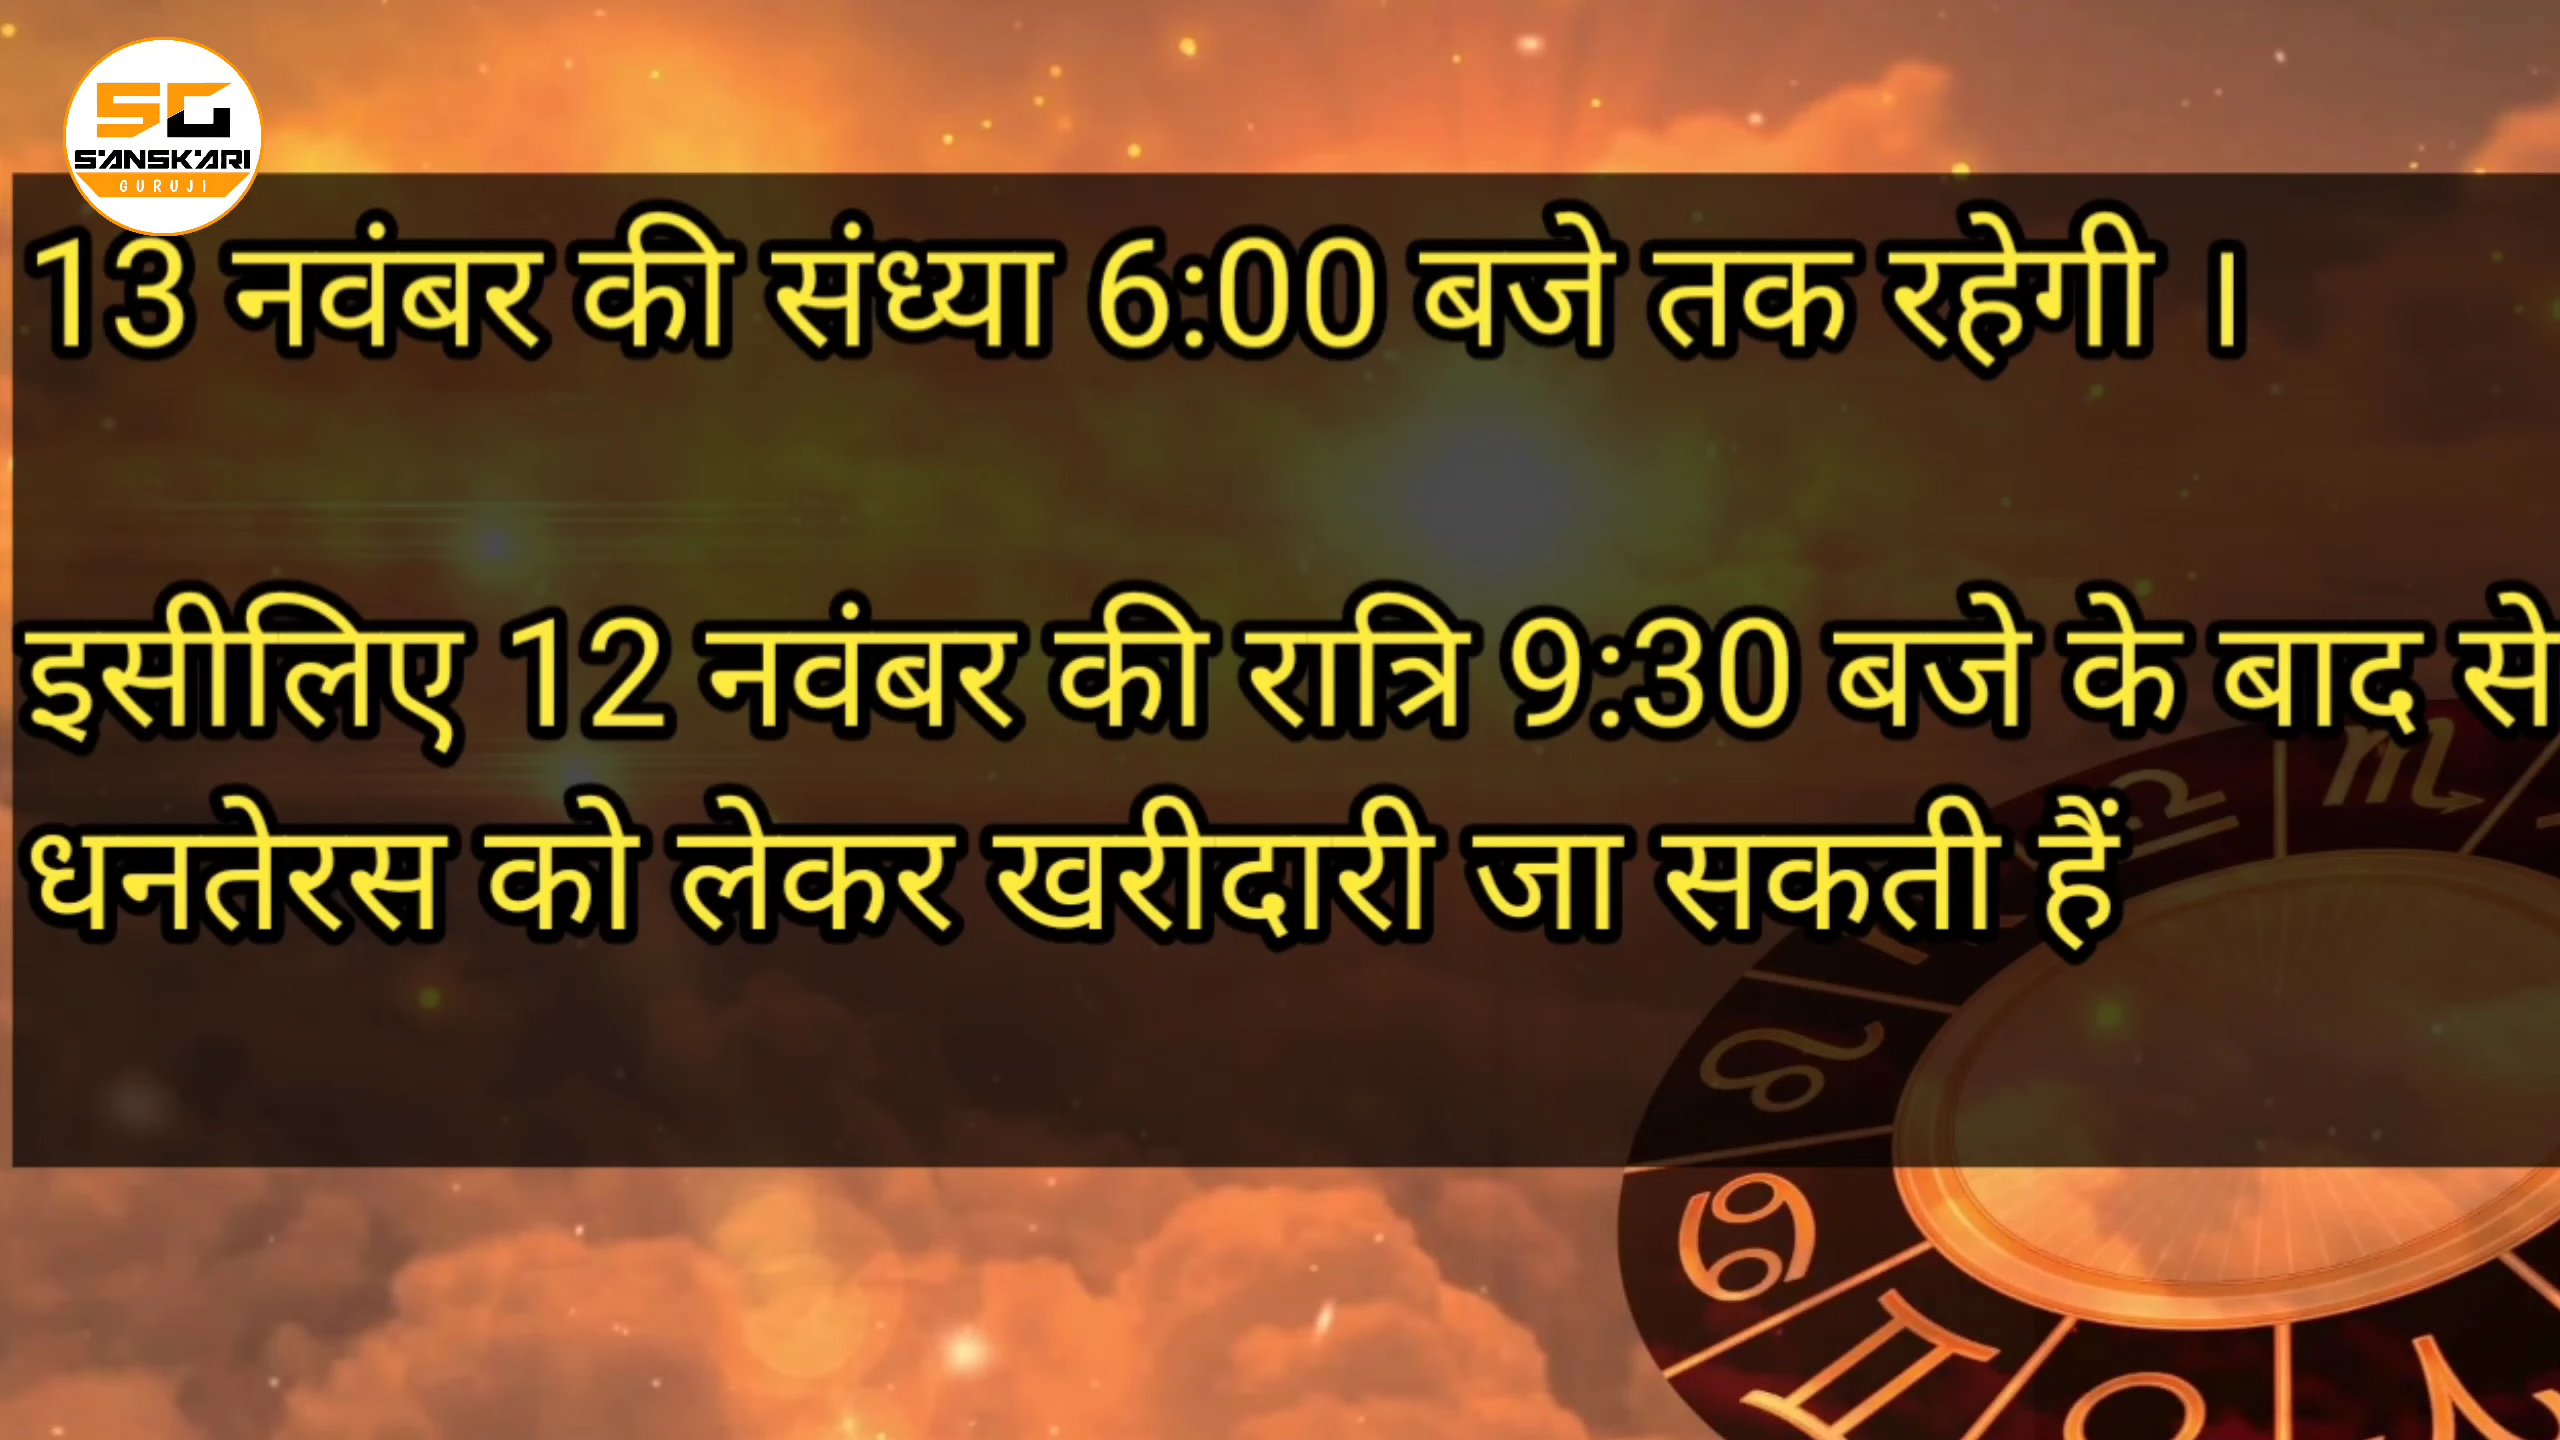 SG
SANSKARI
GURUJI
13 नवंबर की संध्या 6:00 बजे तक रहेगी ।
इसीलिए 12 नवंबर की रात्रि 9:30 बजे के बाद से
धनतेरस को लेकर खरीदारी जा सकती हैं